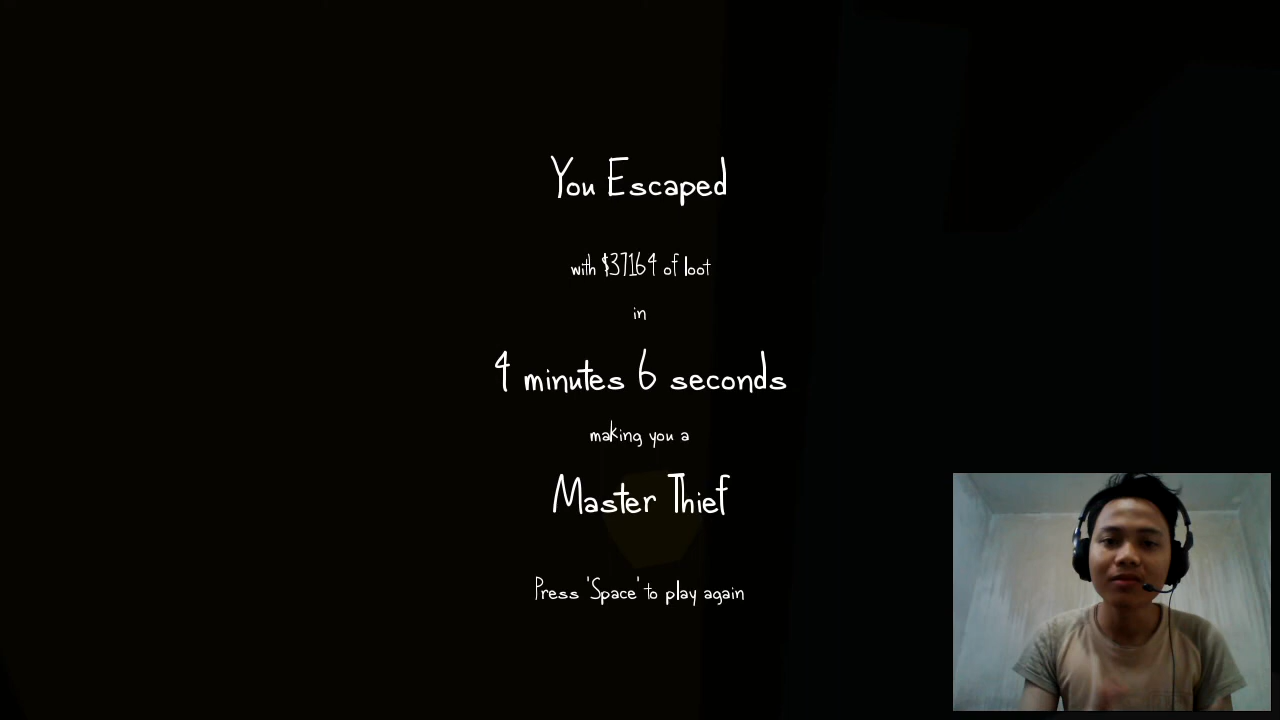 You Escaped
with $37164 of loot
in
4 minutes 6 seconds
making you a
Master Thief
Press 'Space' to play again